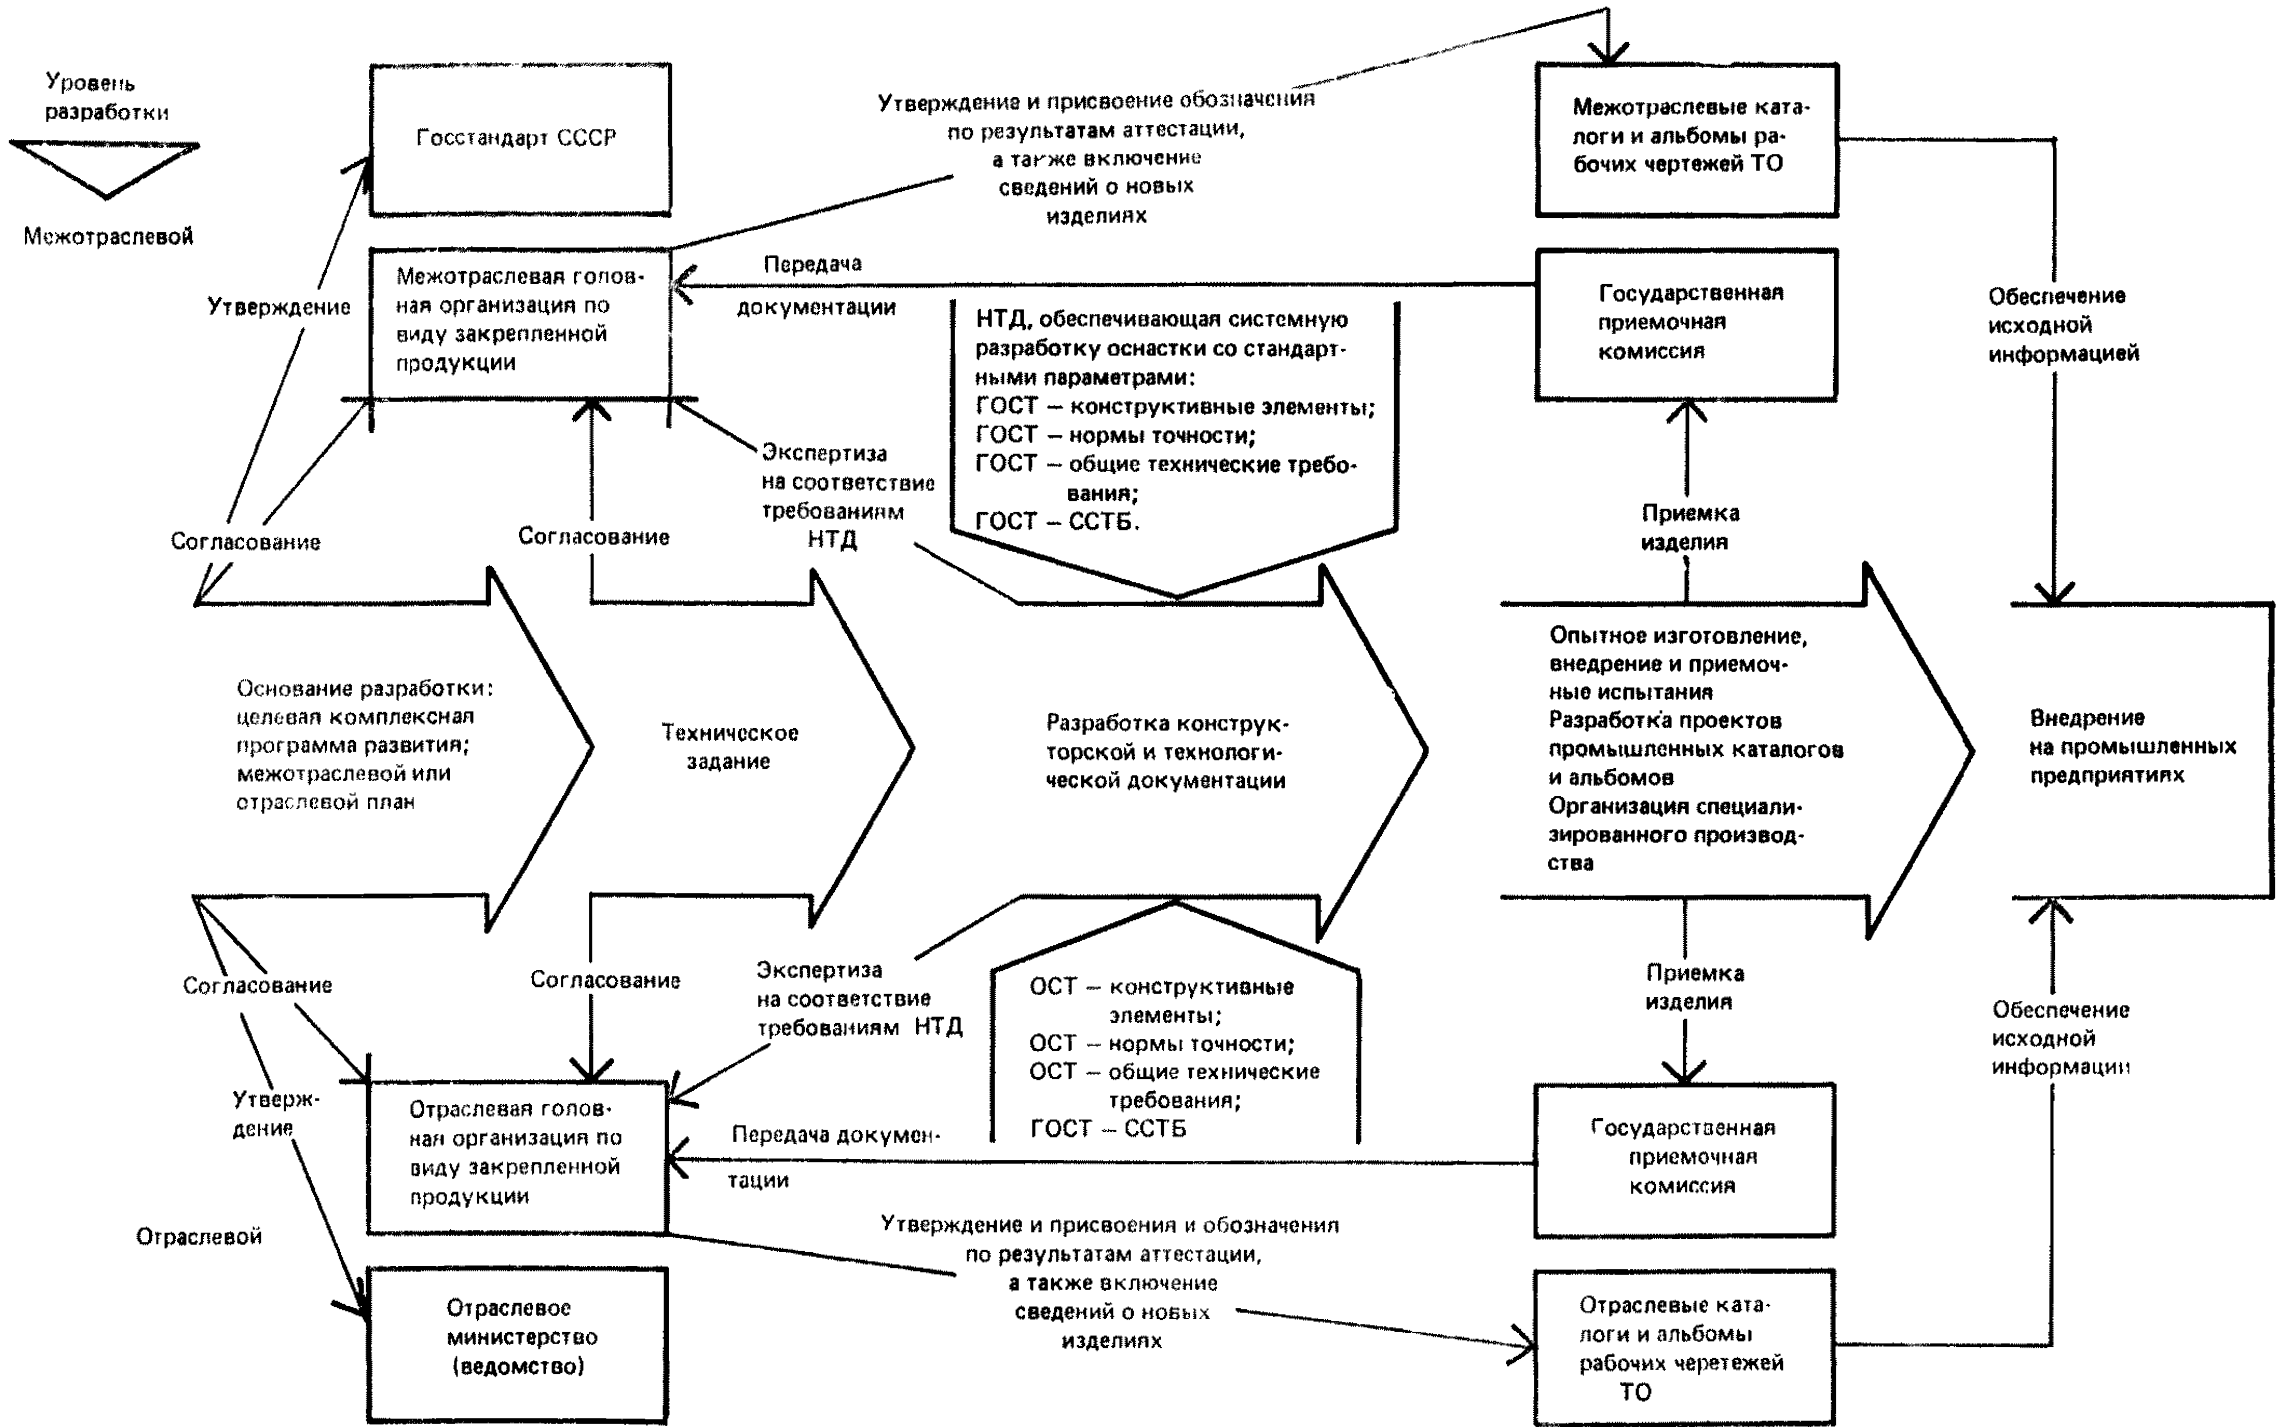 Уровень
разработки
Межотраслевой
Госстандарт СССР
Утверждение и присвоение обозначения
по результатам аттестации,
а также включение
сведений о новых
изделиях
Межотраслевые ката-
логи и альбомы ра-
бочих чертежей ТО
Утверждение
Межотраслевая голов-
ная организация по
виду закрепленной
продукции
Передача
документации
НТД, обеспечивающая системную
разработку оснастки со стандарт-
ными параметрами:
ГОСТ – конструктивные элементы;
ГОСТ – нормы точности;
ГОСТ – общие технические требо-
вания;
ГОСТ – ССТБ.
Государственная
приемочная
комиссия
Обеспечение
исходной
информацией
Согласование
Согласование
Экспертиза
на соответствие
требованиям
НТД
Приемка
изделия
Основание разработки:
целевая комплексная
программа развития;
межотраслевой или
отраслевой план
Техническое
задание
Разработка конструк-
торской и технологи-
ческой документации
Опытное изготовление,
внедрение и приемоч-
ные испытания
Разработка проектов
промышленных каталогов
и альбомов
Организация специали-
зированного производ-
ства
Внедрение
на промышленных
предприятиях
Согласование
Согласование
Экспертиза
на соответствие
требованиям НТД
ОСТ – конструктивные
элементы;
ОСТ – нормы точности;
ОСТ – общие технические
требования;
ГОСТ – ССТБ
Приемка
изделия
Обеспечение
исходной
информации
Утверж-
дение
Отраслевая голов-
ная организация по
виду закрепленной
продукции
Передача докумен-
тации
Государственная
приемочная
комиссия
Отраслевой
Отраслевое
министерство
(ведомство)
Утверждение и присвоения и обозначения
по результатам аттестации,
а также включение
сведений о новых
изделиях
Отраслевые ката-
логи и альбомы
рабочих черетежей
ТО